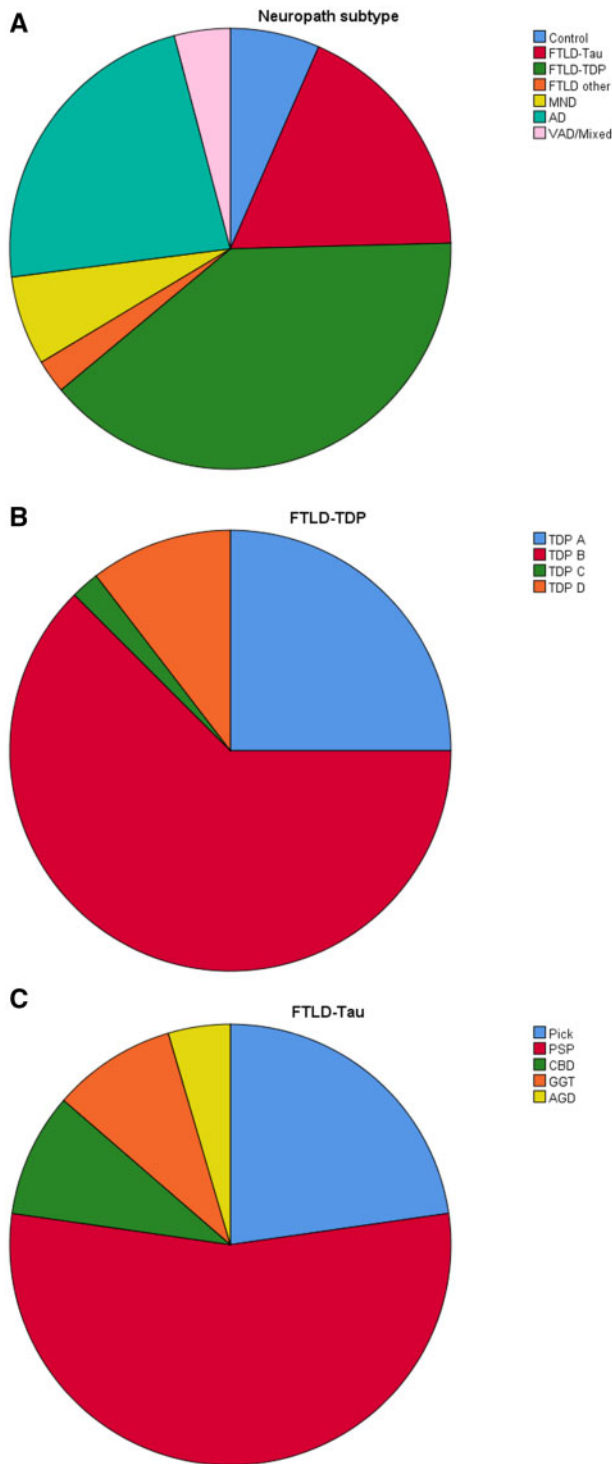 A
Neuropath subtype
Control
FTLD-Tau
FTLD-TDP
FTLD other
MND
AD
VAD/Mixed
B
FTLD-TDP
TDP A
TDP B
TDP C
TDP D
C
FTLD-Tau
Pick
PSP
CBD
GGT
AGD